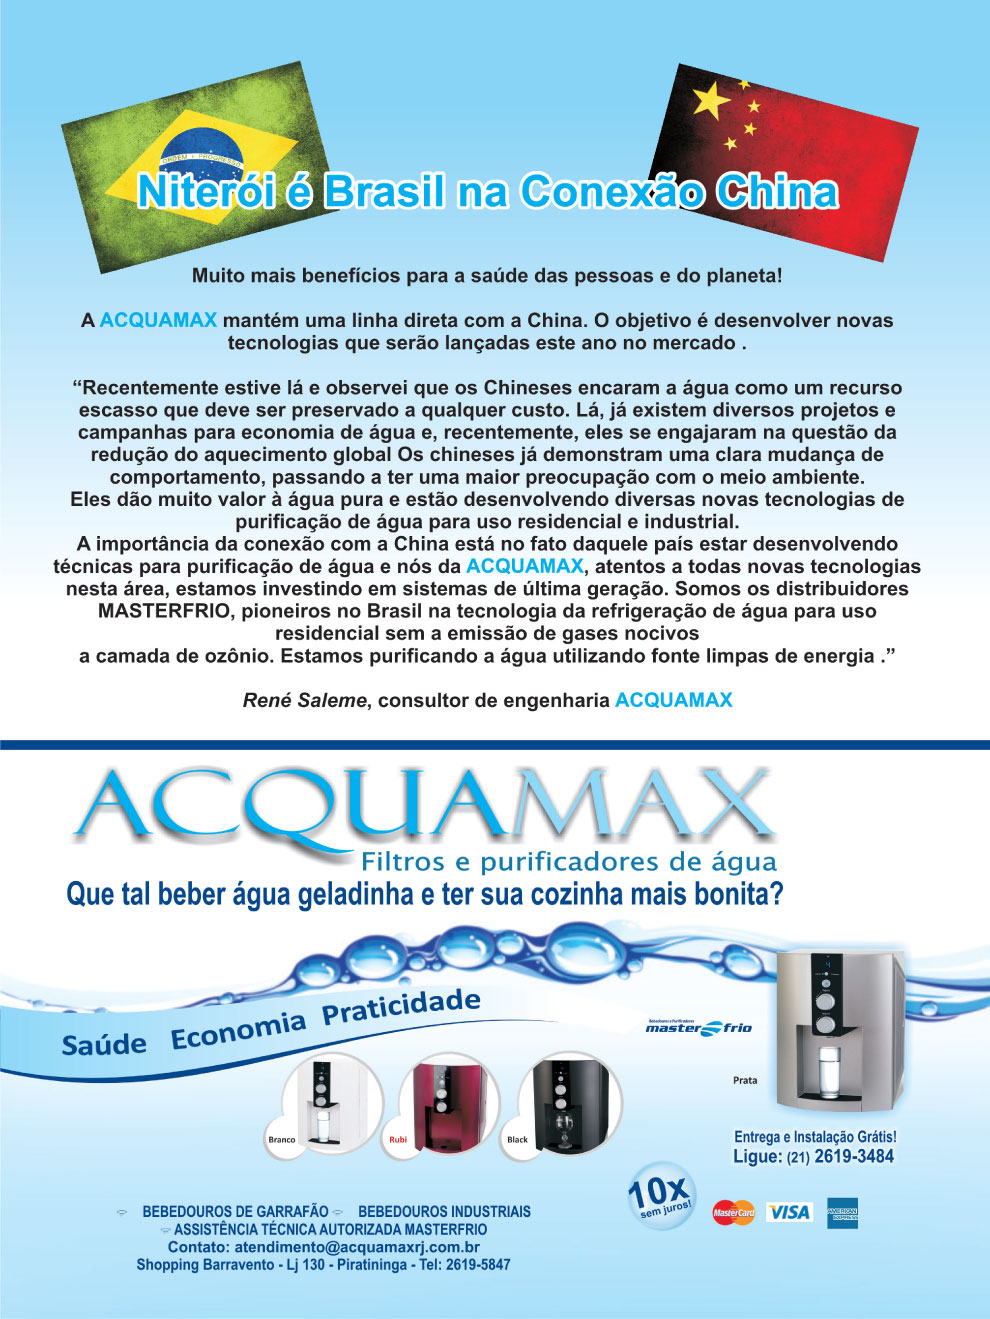 ORDEM E PROGRESSO
Niterói é Brasil na Conexão China
Muito mais benefícios para a saúde das pessoas e do planeta!
A ACQUAMAX mantém uma linha direta com a China. O objetivo é desenvolver novas
tecnologias que serão lançadas este ano no mercado .
“Recentemente estive lá e observei que os Chineses encaram a água como um recurso
escasso que deve ser preservado a qualquer custo. Lá, já existem diversos projetos e
campanhas para economia de água e, recentemente, eles se engajaram na questão da
redução do aquecimento global Os chineses já demonstram uma clara mudança de
comportamento, passando a ter uma maior preocupação com o meio ambiente.
Eles dão muito valor à água pura e estão desenvolvendo diversas novas tecnologias de
purificação de água para uso residencial e industrial.
A importância da conexão com a China está no fato daquele país estar desenvolvendo
técnicas para purificação de água e nós da ACQUAMAX, atentos a todas novas tecnologias
nesta área, estamos investindo em sistemas de última geração. Somos os distribuidores
MASTERFRIO, pioneiros no Brasil na tecnologia da refrigeração de água para uso
residencial sem a emissão de gases nocivos
a camada de ozônio. Estamos purificando a água utilizando fonte limpas de energia .”
René Saleme, consultor de engenharia ACQUAMAX
ACQUAMAX
Filtros e purificadores de água
Que tal beber água geladinha e ter sua cozinha mais bonita?
Saúde Economia Praticidade
Bebedouros e Purificadores
masterfrio
Prata
Branco
Rubi
Black
Entrega e Instalação Grátis!
Ligue: (21) 2619-3484
10x
sem juros!
MasterCard
VISA
AMERICAN
EXPRESS
BEBEDOUROS DE GARRAFÃO BEBEDOUROS INDUSTRIAIS
ASSISTÊNCIA TÉCNICA AUTORIZADA MASTERFRIO
Contato: atendimento@acquamaxrj.com.br
Shopping Barravento - Lj 130 - Piratininga - Tel: 2619-5847